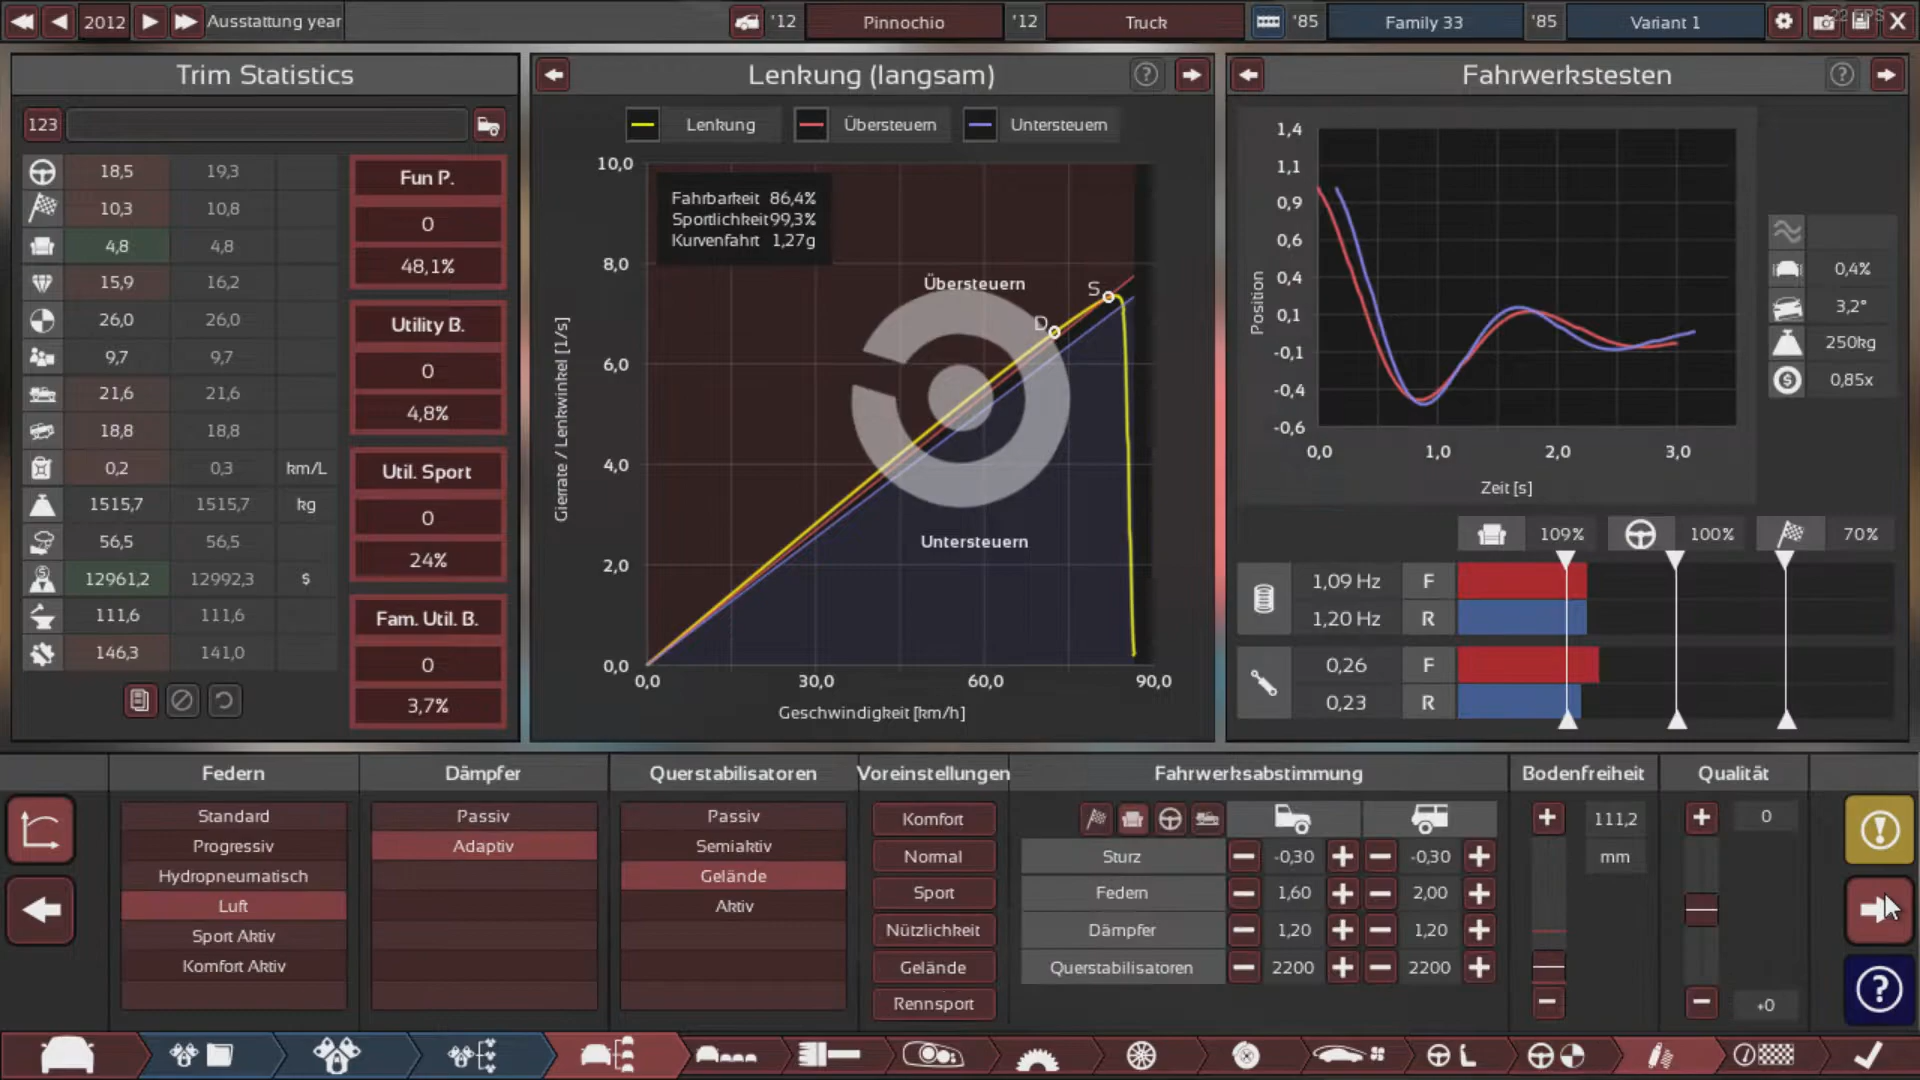 2012 Ausstattung year '12 Pinnochio '12 Truck '85 Family 33 '85 Variant 1 22 FPS
Trim Statistics
123
18,5 19,3
10,3 10,8
4,8 4,8
15,9 16,2
26,0 26,0
9,7 9,7
21,6 21,6
18,8 18,8
0,2 0,3 km/L
1515,7 1515,7 kg
56,5 56,5
12961,2 12992,3 $
111,6 111,6
146,3 141,0
Fun P.
0
48,1%
Utility B.
0
4,8%
Util. Sport
0
24%
Fam. Util. B.
0
3,7%
Lenkung (langsam) ?
Lenkung Übersteuern Untersteuern
Fahrbarkeit 86,4%
Sportlichkeit 99,3%
Kurvenfahrt 1,27g
Übersteuern
S
D
Untersteuern
10,0
8,0
6,0
4,0
2,0
0,0
0,0 30,0 60,0 90,0
Gierrate / Lenkwinkel [1/s]
Geschwindigkeit [km/h]
Fahrwerkstesten ?
1,4
1,1
0,9
0,6
0,4
0,1
-0,1
-0,4
-0,6
Position
0,0 1,0 2,0 3,0
Zeit [s]
0,4%
3,2°
250kg
0,85x
109% 100% 70%
1,09 Hz F
1,20 Hz R
0,26 F
0,23 R
Federn
Standard
Progressiv
Hydropneumatisch
Luft
Sport Aktiv
Komfort Aktiv
Dämpfer
Passiv
Adaptiv
Querstabilisatoren
Passiv
Semiaktiv
Gelände
Aktiv
Voreinstellungen
Komfort
Normal
Sport
Nützlichkeit
Gelände
Rennsport
Fahrwerksabstimmung
Sturz -0,30 -0,30
Federn 1,60 2,00
Dämpfer 1,20 1,20
Querstabilisatoren 2200 2200
Bodenfreiheit
111,2
mm
Qualität
0
+0